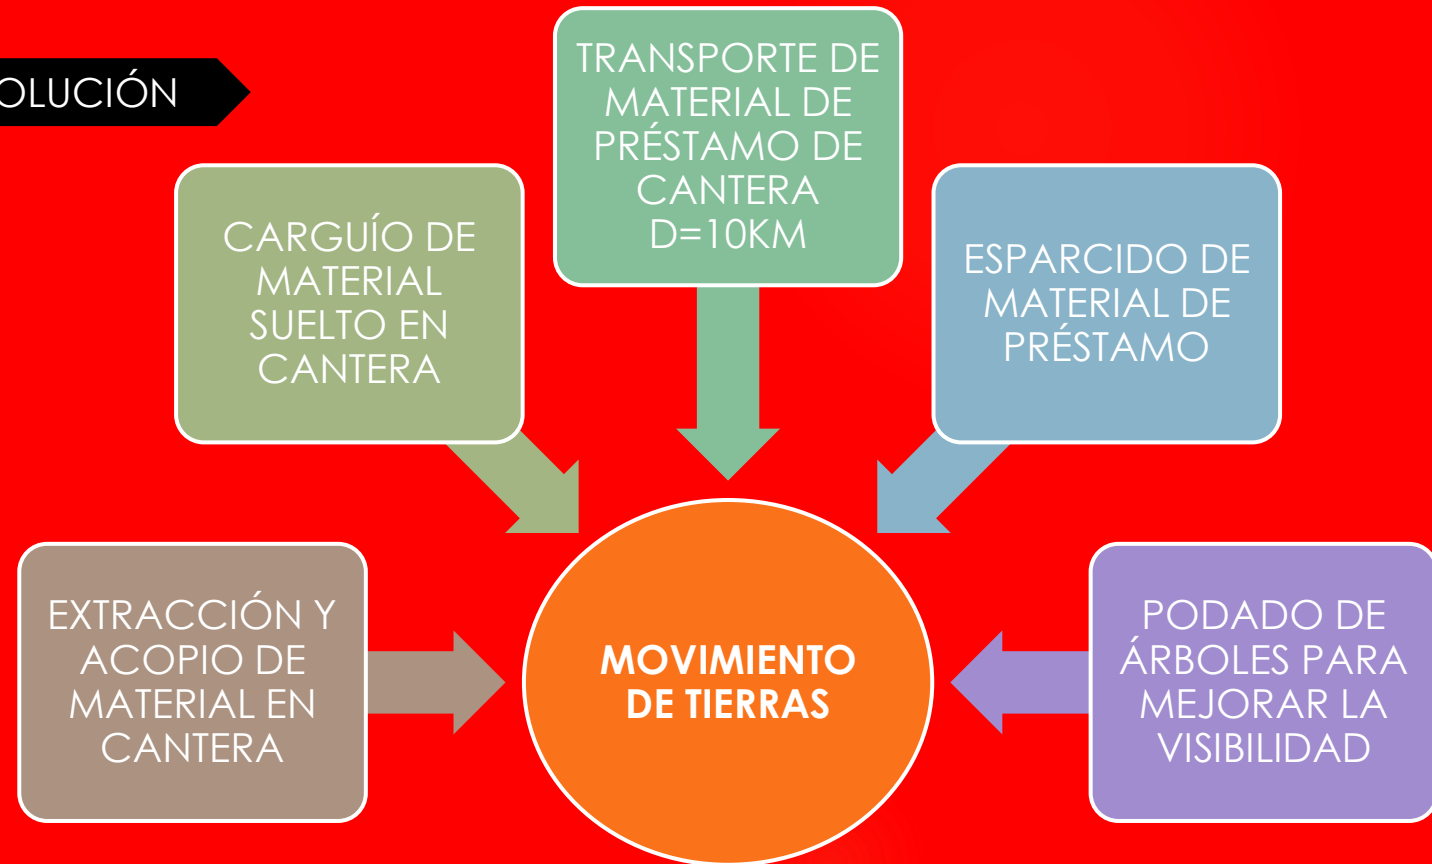 OLUCIÓN
TRANSPORTE DE
MATERIAL DE
PRÉSTAMO DE
CANTERA
D=10KM
CARGUÍO DE
MATERIAL
SUELTO EN
CANTERA
ESPARCIDO DE
MATERIAL DE
PRÉSTAMO
EXTRACCIÓN Y
ACOPIO DE
MATERIAL EN
CANTERA
MOVIMIENTO
DE TIERRAS
PODADO DE
ÁRBOLES PARA
MEJORAR LA
VISIBILIDAD